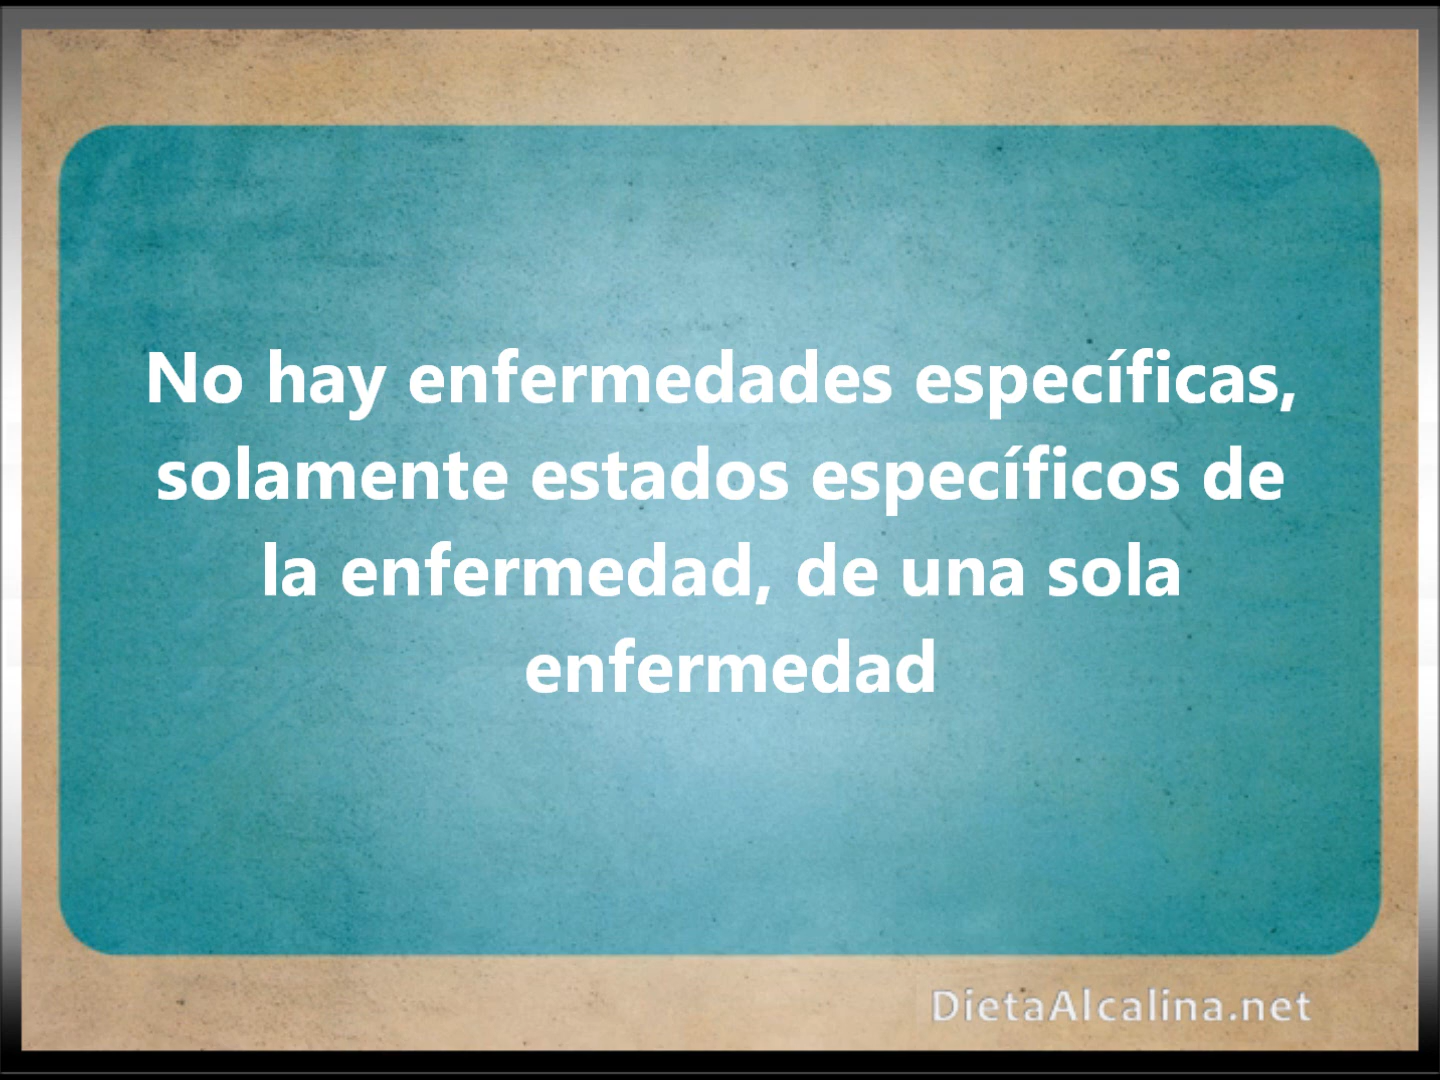 No hay enfermedades específicas,
solamente estados específicos de
la enfermedad, de una sola
enfermedad
DietaAlcalina.net